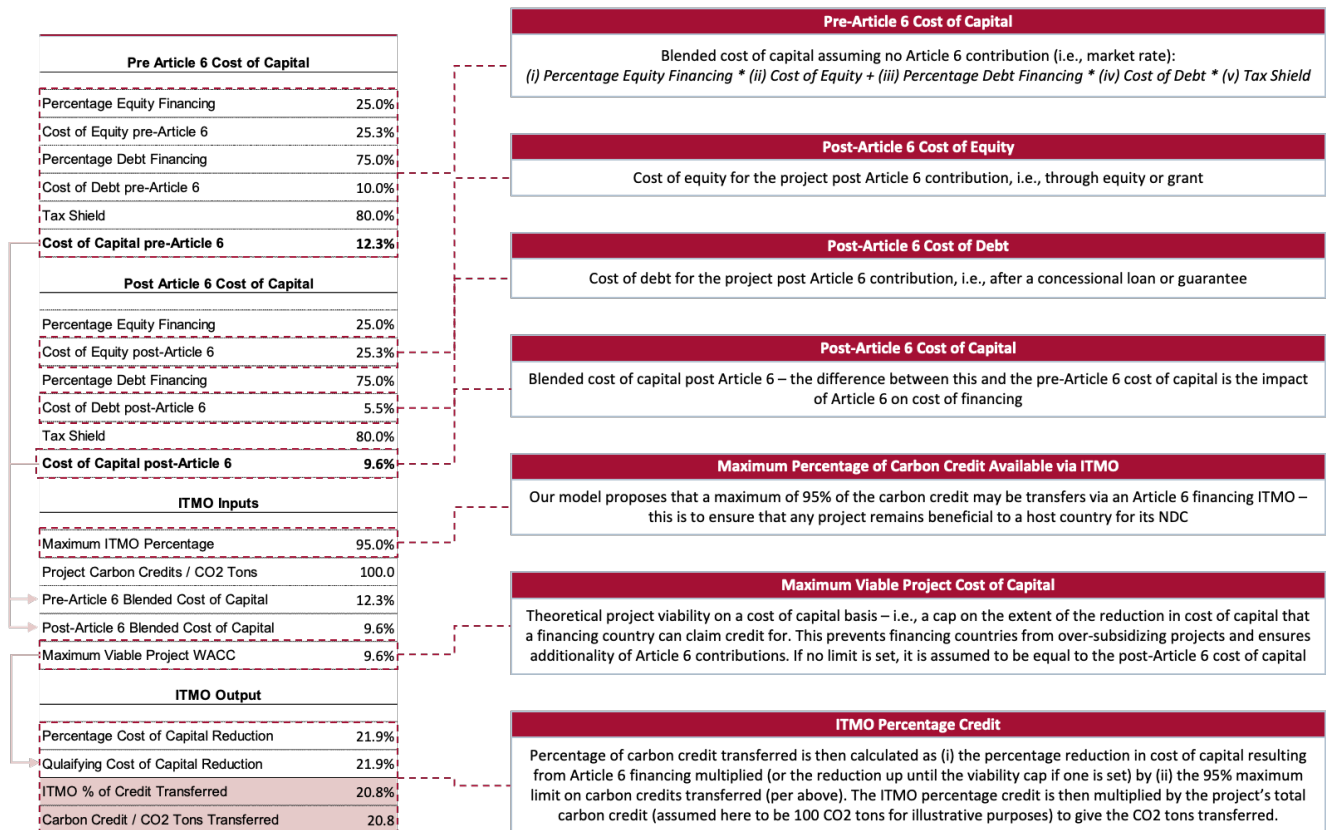 Pre Article 6 Cost of Capital
Percentage Equity Financing 25.0%
Cost of Equity pre-Article 6 25.3%
Percentage Debt Financing 75.0%
Cost of Debt pre-Article 6 10.0%
Tax Shield 80.0%
Cost of Capital pre-Article 6 12.3%
Post Article 6 Cost of Capital
Percentage Equity Financing 25.0%
Cost of Equity post-Article 6 25.3%
Percentage Debt Financing 75.0%
Cost of Debt post-Article 6 5.5%
Tax Shield 80.0%
Cost of Capital post-Article 6 9.6%
ITMO Inputs
Maximum ITMO Percentage 95.0%
Project Carbon Credits / CO2 Tons 100.0
Pre-Article 6 Blended Cost of Capital 12.3%
Post-Article 6 Blended Cost of Capital 9.6%
Maximum Viable Project WACC 9.6%
ITMO Output
Percentage Cost of Capital Reduction 21.9%
Qulaifying Cost of Capital Reduction 21.9%
ITMO % of Credit Transferred 20.8%
Carbon Credit / CO2 Tons Transferred 20.8
Pre-Article 6 Cost of Capital
Blended cost of capital assuming no Article 6 contribution (i.e., market rate):
(i) Percentage Equity Financing * (ii) Cost of Equity + (iii) Percentage Debt Financing * (iv) Cost of Debt * (v) Tax Shield
Post-Article 6 Cost of Equity
Cost of equity for the project post Article 6 contribution, i.e., through equity or grant
Post-Article 6 Cost of Debt
Cost of debt for the project post Article 6 contribution, i.e., after a concessional loan or guarantee
Post-Article 6 Cost of Capital
Blended cost of capital post Article 6 – the difference between this and the pre-Article 6 cost of capital is the impact
of Article 6 on cost of financing
Maximum Percentage of Carbon Credit Available via ITMO
Our model proposes that a maximum of 95% of the carbon credit may be transfers via an Article 6 financing ITMO –
this is to ensure that any project remains beneficial to a host country for its NDC
Maximum Viable Project Cost of Capital
Theoretical project viability on a cost of capital basis – i.e., a cap on the extent of the reduction in cost of capital that
a financing country can claim credit for. This prevents financing countries from over-subsidizing projects and ensures
additionality of Article 6 contributions. If no limit is set, it is assumed to be equal to the post-Article 6 cost of capital
ITMO Percentage Credit
Percentage of carbon credit transferred is then calculated as (i) the percentage reduction in cost of capital resulting
from Article 6 financing multiplied (or the reduction up until the viability cap if one is set) by (ii) the 95% maximum
limit on carbon credits transferred (per above). The ITMO percentage credit is then multiplied by the project's total
carbon credit (assumed here to be 100 CO2 tons for illustrative purposes) to give the CO2 tons transferred.